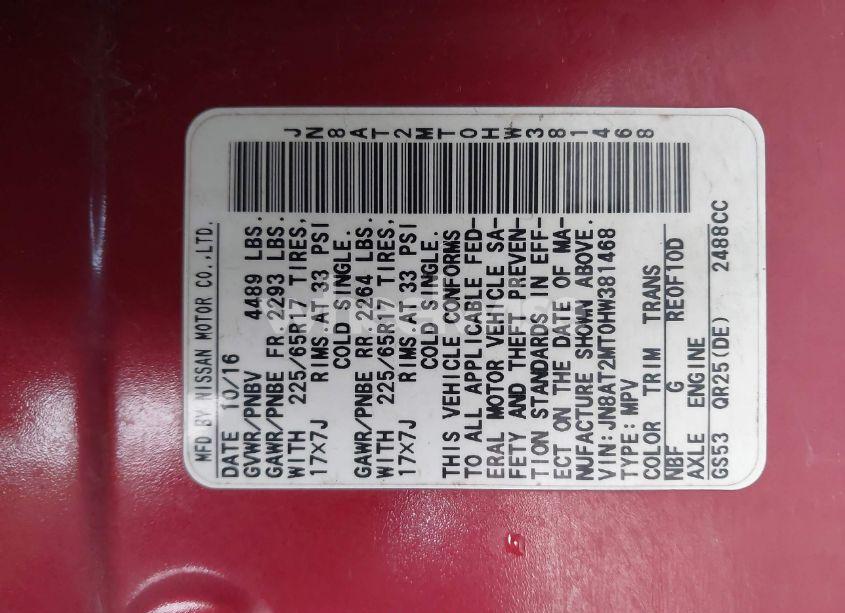 JN8AT2MT0HW381468
MFD BY NISSAN MOTOR CO.,LTD.
DATE 10/16
GVWR/PNBV 4489 LBS.
GAWR/PNBE FR.2293 LBS.
WITH 225/65R17 TIRES,
17×7J RIMS.AT 33 PSI
COLD SINGLE.
GAWR/PNBE RR 2264 LBS.
WITH 225/65R17 TIRES,
17×7J RIMS.AT 33 PSI
COLD SINGLE.
THIS VEHICLE CONFORMS
TO ALL APPLICABLE FED-
ERAL MOTOR VEHICLE SA-
FETY AND THEFT PREVEN-
TION STANDARDS IN EFF-
ECT ON THE DATE OF MA-
NUFACTURE SHOWN ABOVE.
VIN:JN8AT2MT0HW381468
TYPE:MPV
COLOR TRIM TRANS
NBF G RE0F10D
AXLE ENGINE
GS53 QR25(DE) 2488CC